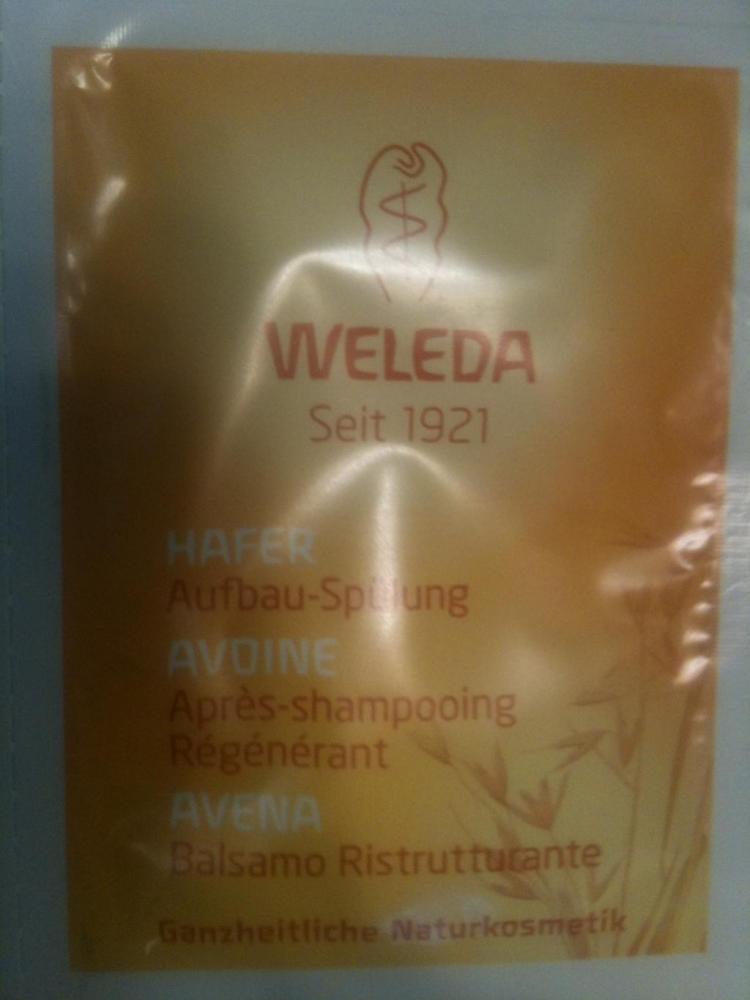 WELEDA
Seit 1921
HAFER
Aufbau-Spülung
AVOINE
Après-shampooing
Régénérant
AVENA
Balsamo Ristrutturante
Ganzheitliche Naturkosmetik